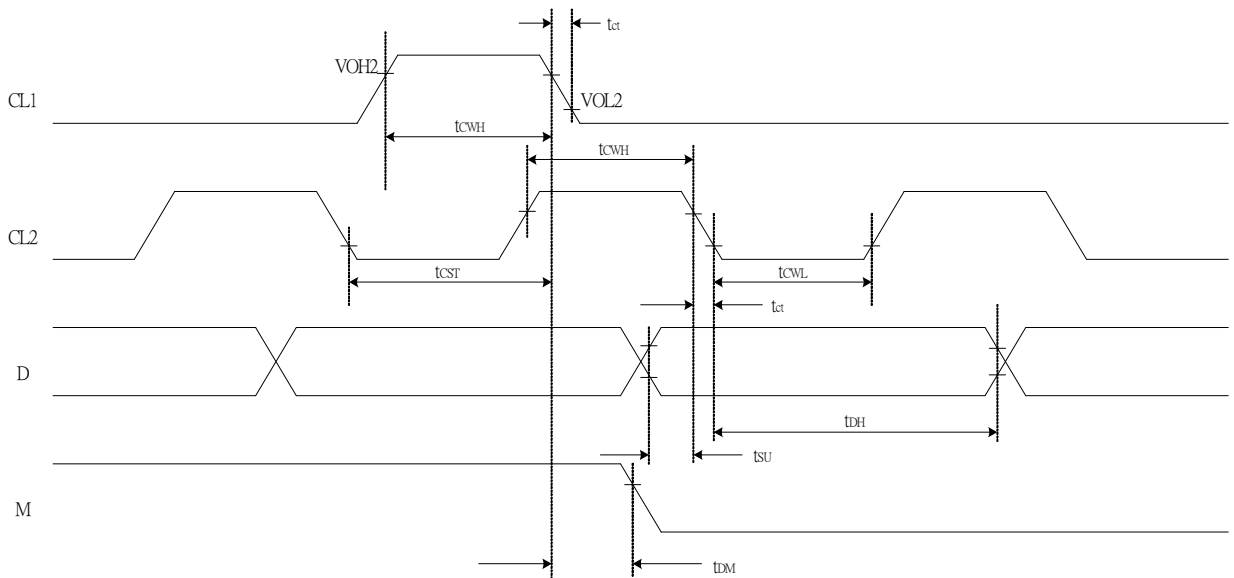 tct
VOH2
CL1
VOL2
tCWH
tCWH
CL2
tCST
tCWL
tct
D
tDH
tSU
M
tDM